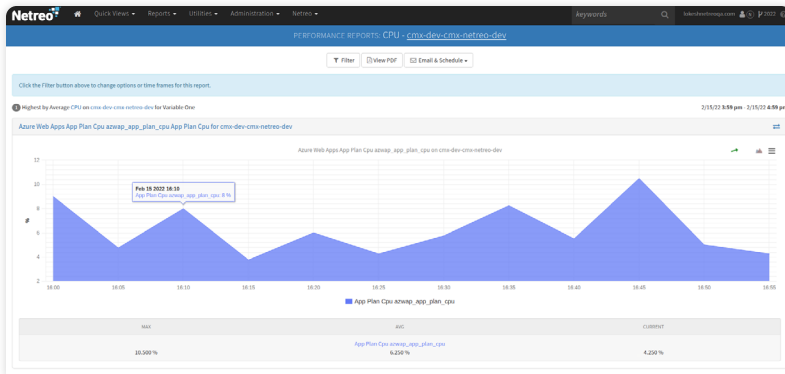 Netreo
Quick Views
Reports
Utilities
Administration
Netreo
keywords
2022
PERFORMANCE REPORTS: CPU - cmx-dev-cmx-netreo-dev
Filter
View PDF
Email & Schedule
Click the Filter button above to change options or time frames for this report.
Highest by Average CPU on cmx-dev-cmx-netreo-dev for Variable One
2/15/22 3:59 pm - 2/15/22 4:59 pm
Azure Web Apps App Plan Cpu azwap_app_plan_cpu App Plan Cpu for cmx-dev-cmx-netreo-dev
Azure Web Apps App Plan Cpu azwap_app_plan_cpu on cmx-dev-cmx-netreo-dev
12
10
8
6
4
2
%
Feb 15 2022 16:10
App Plan Cpu azwap_app_plan_cpu: 8 %
16:00 16:05 16:10 16:15 16:20 16:25 16:30 16:35 16:40 16:45 16:50 16:55
App Plan Cpu azwap_app_plan_cpu
MAX AVG CURRENT
App Plan Cpu azwap_app_plan_cpu
10.500 % 6.250 % 4.250 %